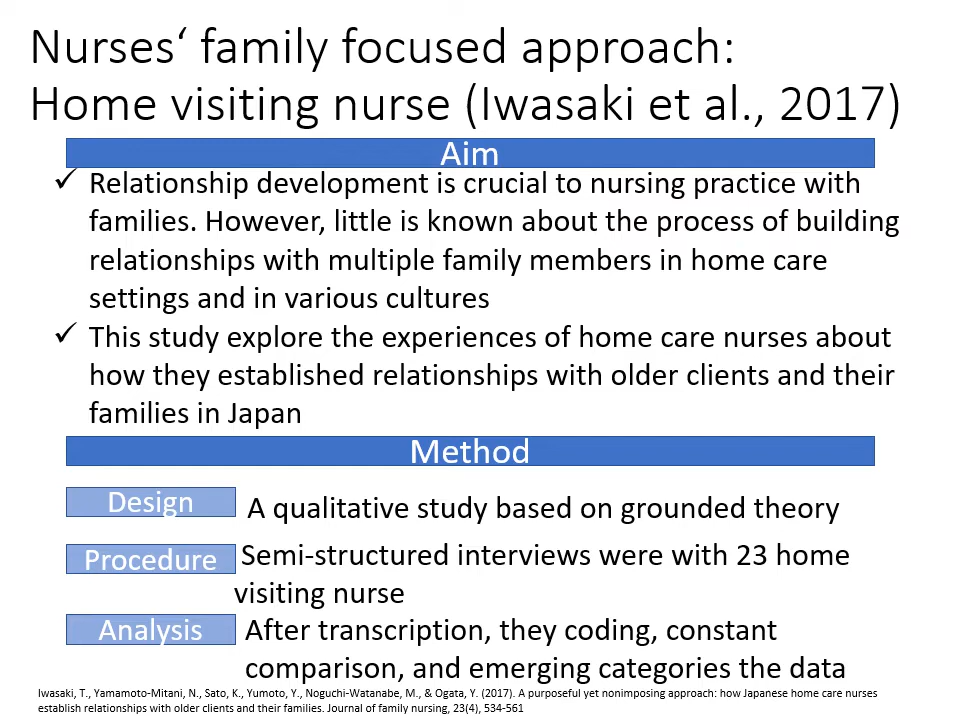 Nurses‘ family focused approach:
Home visiting nurse (Iwasaki et al., 2017)
Aim
✓ Relationship development is crucial to nursing practice with
families. However, little is known about the process of building
relationships with multiple family members in home care
settings and in various cultures
✓ This study explore the experiences of home care nurses about
how they established relationships with older clients and their
families in Japan
Method
Design
A qualitative study based on grounded theory
Procedure
Semi-structured interviews were with 23 home
visiting nurse
Analysis
After transcription, they coding, constant
comparison, and emerging categories the data
Iwasaki, T., Yamamoto-Mitani, N., Sato, K., Yumoto, Y., Noguchi-Watanabe, M., & Ogata, Y. (2017). A purposeful yet nonimposing approach: how Japanese home care nurses
establish relationships with older clients and their families. Journal of family nursing, 23(4), 534-561